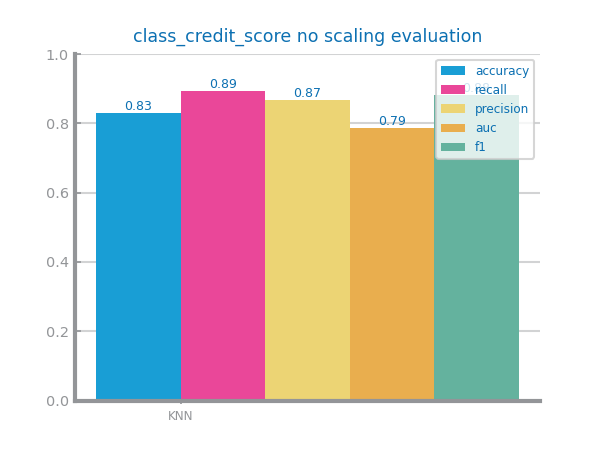 class_credit_score no scaling evaluation
1.0
0.8
0.6
0.4
0.2
0.0
0.83
0.89
0.87
0.79
accuracy
recall
precision
auc
f1
KNN